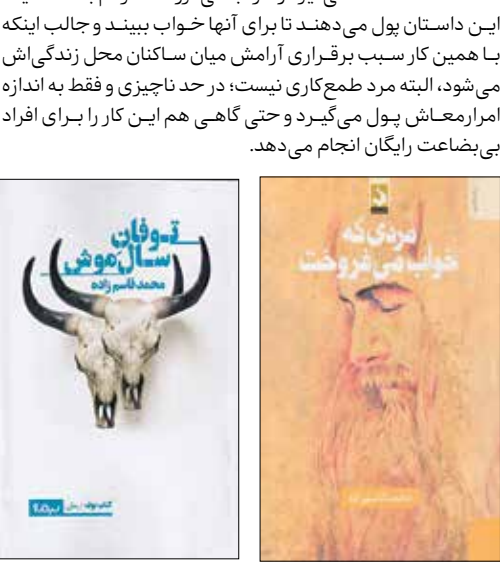 این داستان پول می‌دهند تا برای آنها خواب ببیند و جالب اینکه
با همین کار سبب برقراری آرامش میان ساکنان محل زندگی‌اش
می‌شود، البته مرد طمع‌کاری نیست؛ در حد ناچیزی و فقط به اندازه
امرارمعاش پول می‌گیرد و حتی گاهی هم این کار را برای افراد
بی‌بضاعت رایگان انجام می‌دهد.
مردی که
خواب می‌فروخت
توفان
سال موش
محمد قاسم زاده